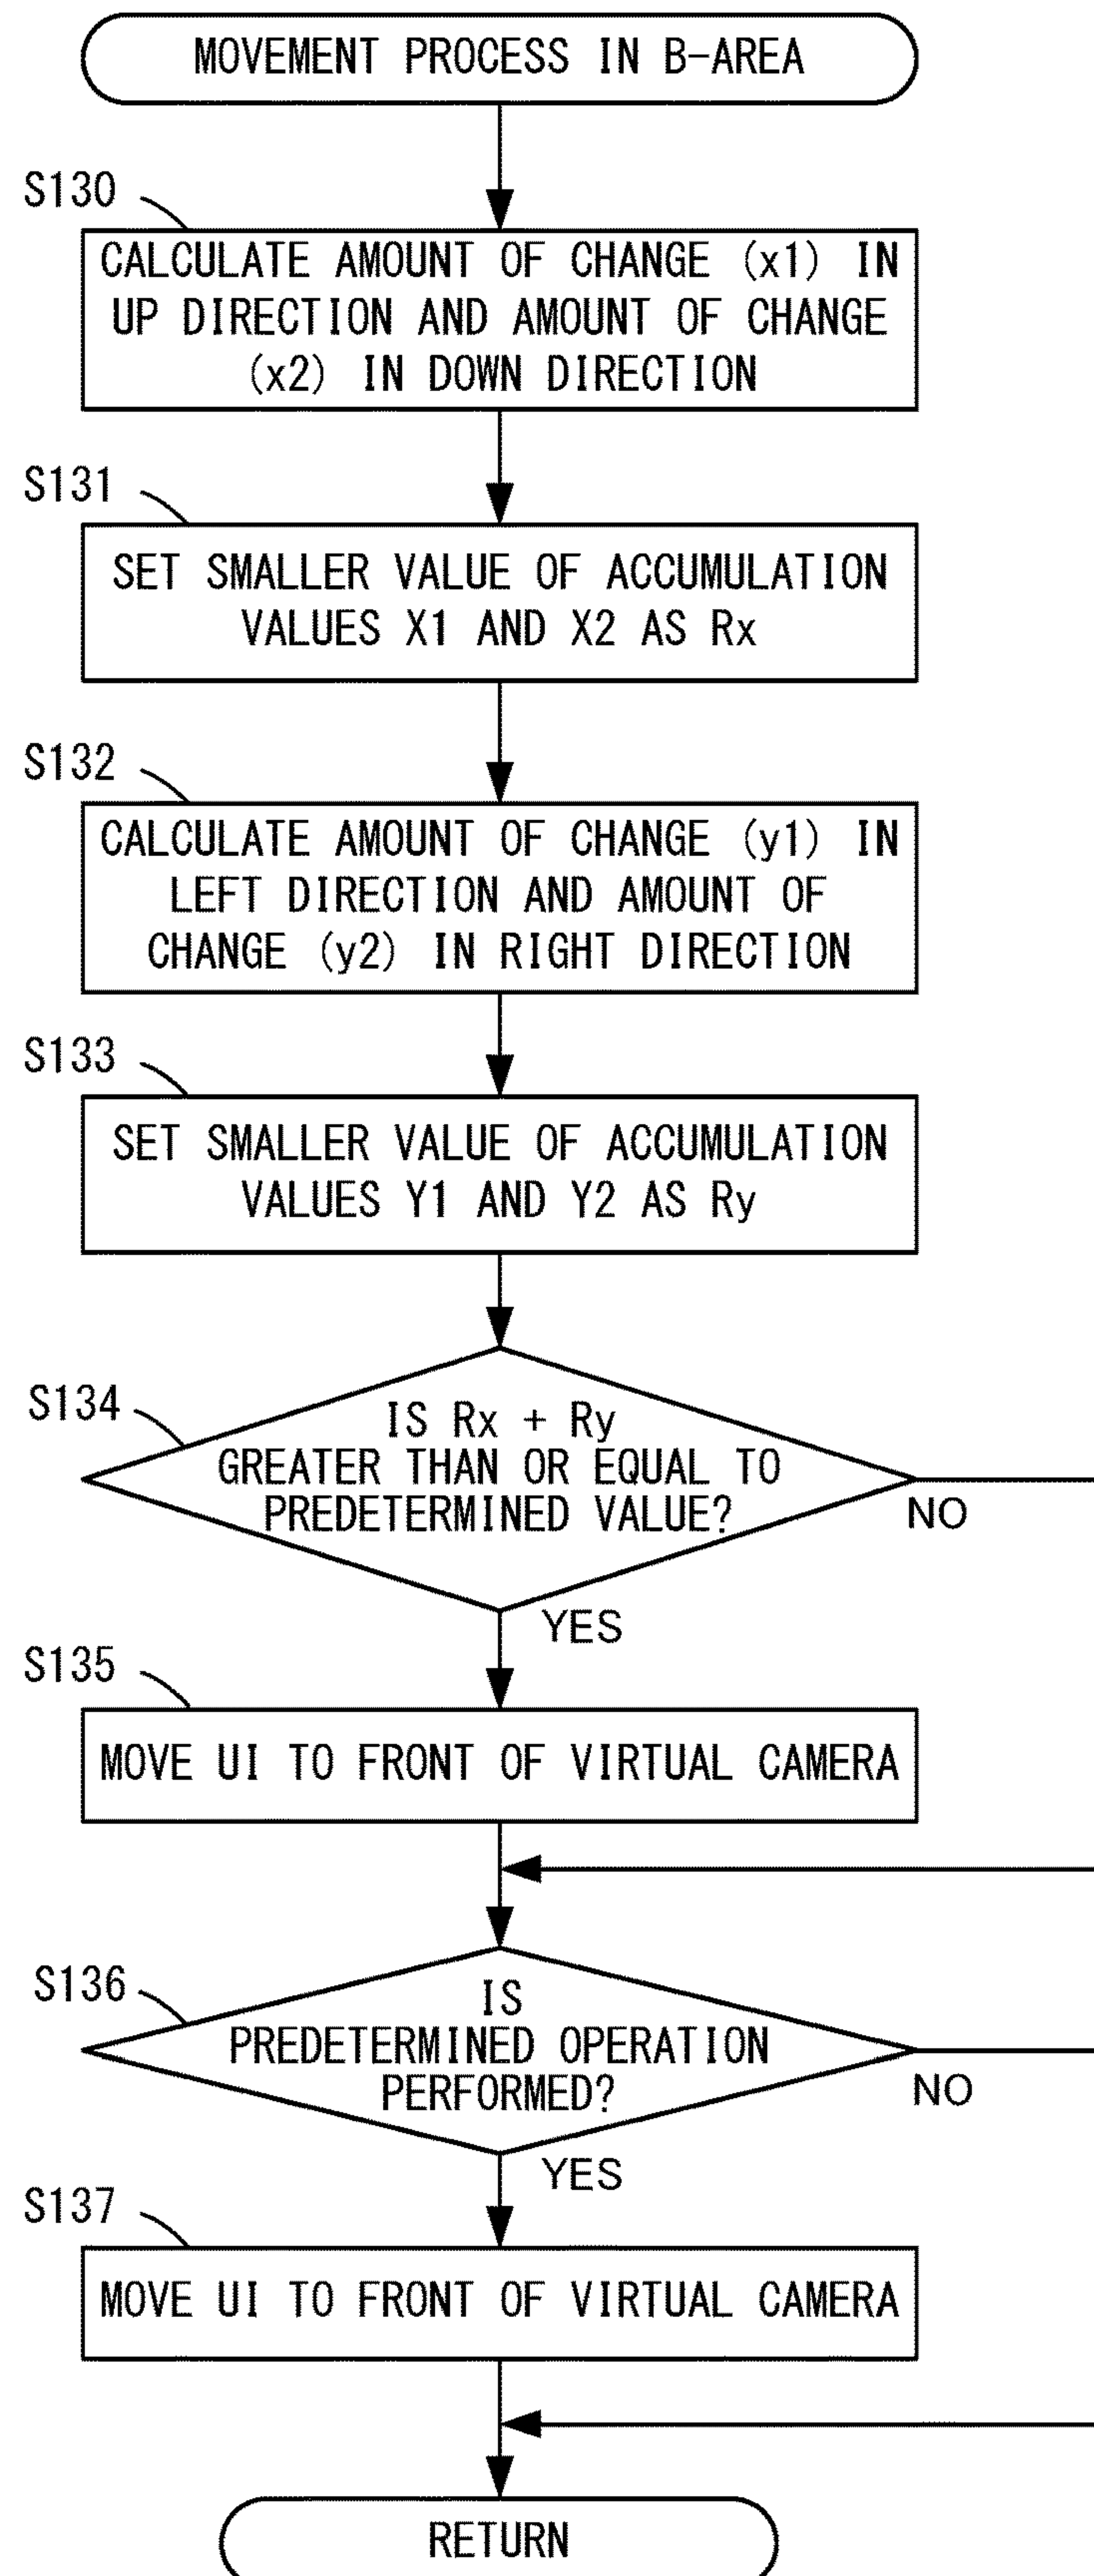 MOVEMENT PROCESS IN B-AREA
S130
CALCULATE AMOUNT OF CHANGE (x1) IN
UP DIRECTION AND AMOUNT OF CHANGE
(x2) IN DOWN DIRECTION
S131
SET SMALLER VALUE OF ACCUMULATION
VALUES X1 AND X2 AS Rx
S132
CALCULATE AMOUNT OF CHANGE (y1) IN
LEFT DIRECTION AND AMOUNT OF
CHANGE (y2) IN RIGHT DIRECTION
S133
SET SMALLER VALUE OF ACCUMULATION
VALUES Y1 AND Y2 AS Ry
S134
IS Rx + Ry
GREATER THAN OR EQUAL TO
PREDETERMINED VALUE?
NO
YES
S135
MOVE UI TO FRONT OF VIRTUAL CAMERA
S136
IS
PREDETERMINED OPERATION
PERFORMED?
NO
YES
S137
MOVE UI TO FRONT OF VIRTUAL CAMERA
RETURN